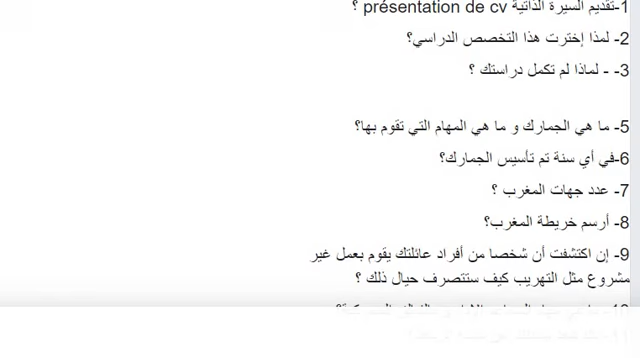 1-تقديم السيرة الذاتية présentation de cv ؟
2- لمذا إخترت هذا التخصص الدراسي؟
3- - لماذا لم تكمل دراستك ؟
5- ما هي الجمارك و ما هي المهام التي تقوم بها؟
6-في أي سنة تم تأسيس الجمارك؟
7- عدد جهات المغرب ؟
8- أرسم خريطة المغرب؟
9- إن اكتشفت أن شخصا من أفراد عائلتك يقوم بعمل غير
مشروع مثل التهريب كيف ستتصرف حيال ذلك ؟